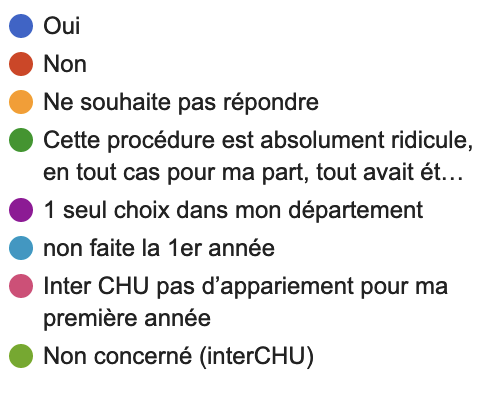 Oui
Non
Ne souhaite pas répondre
Cette procédure est absolument ridicule,
en tout cas pour ma part, tout avait ét…
1 seul choix dans mon département
non faite la 1er année
Inter CHU pas d’appariement pour ma
première année
Non concerné (interCHU)